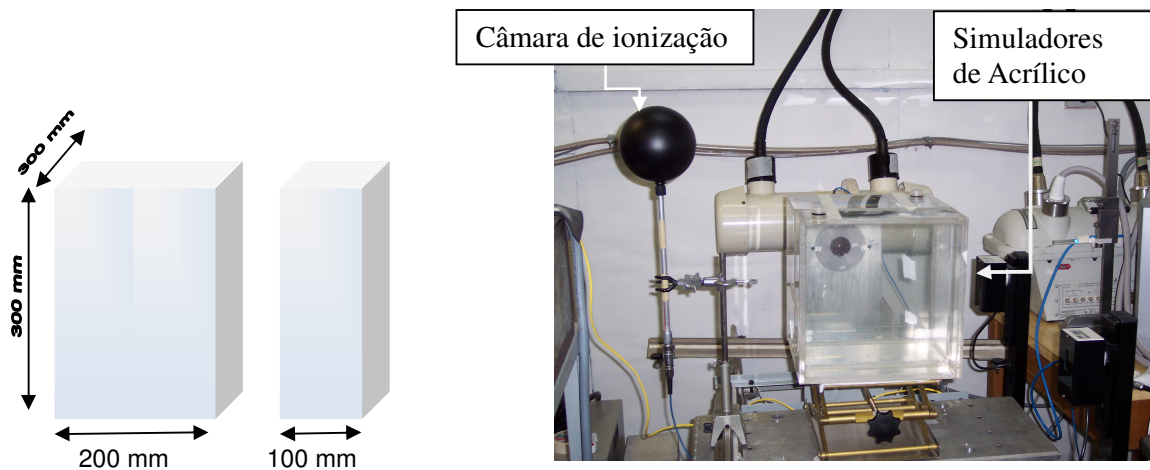 300 mm
300 mm
200 mm
100 mm
Câmara de ionização
Simuladores
de Acrílico